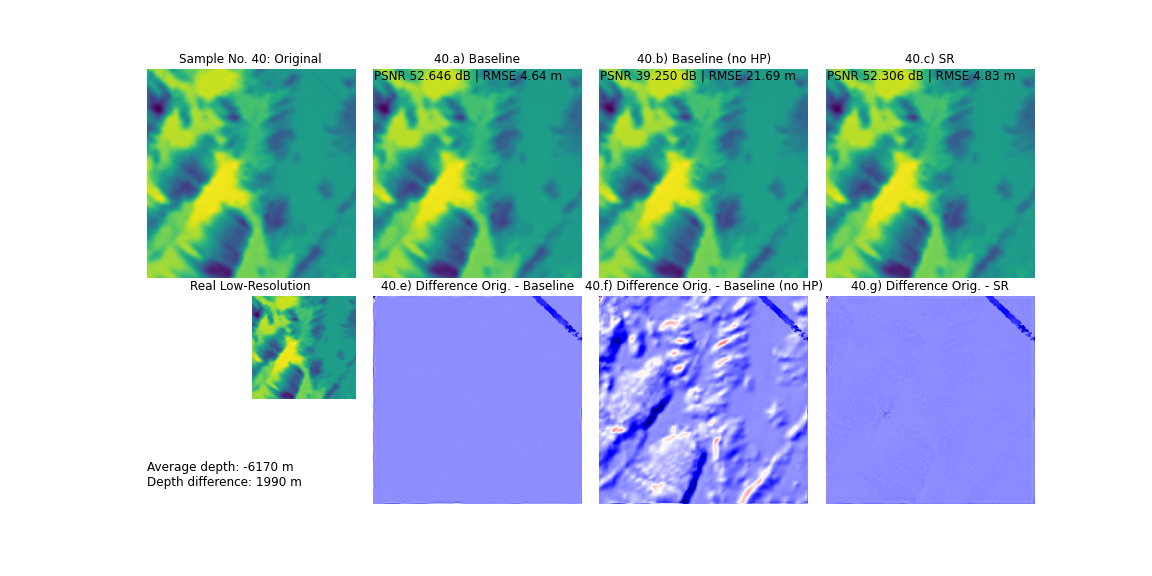 Sample No. 40: Original
40.a) Baseline
40.b) Baseline (no HP)
40.c) SR
PSNR 52.646 dB | RMSE 4.64 m
PSNR 39.250 dB | RMSE 21.69 m
PSNR 52.306 dB | RMSE 4.83 m
Real Low-Resolution
40.e) Difference Orig. - Baseline
40.f) Difference Orig. - Baseline (no HP)
40.g) Difference Orig. - SR
Average depth: -6170 m
Depth difference: 1990 m